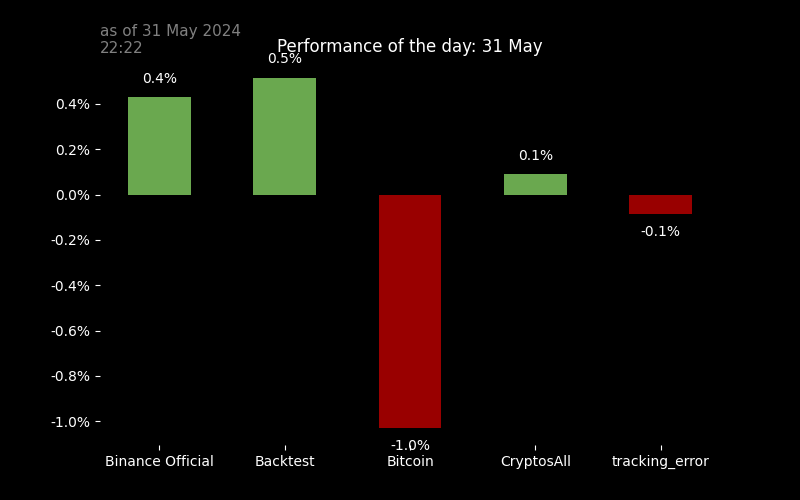 as of 31 May 2024
22:22
Performance of the day: 31 May
0.4%
0.5%
0.1%
-0.1%
-1.0%
0.4%
0.2%
0.0%
-0.2%
-0.4%
-0.6%
-0.8%
-1.0%
Binance Official
Backtest
Bitcoin
CryptosAll
tracking_error